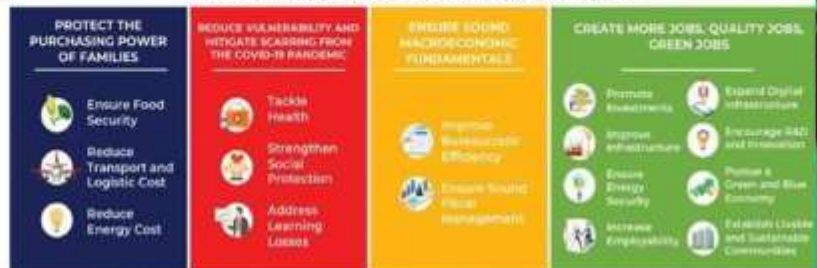 PROTECT THE
PURCHASING POWER
OF FAMILIES
Ensure Food
Security
Reduce
Transport and
Logistic Cost
Reduce
Energy Cost
REDUCE VULNERABILITY AND
MITIGATE SCARRING FROM
THE COVID-19 PANDEMIC
Tackle
Health
Strengthen
Social
Protection
Address
Learning
Losses
ENSURE SOUND
MACROECONOMIC
FUNDAMENTALS
Improve
Bureaucratic
Efficiency
Ensure Sound
Fiscal
Management
CREATE MORE JOBS, QUALITY JOBS,
GREEN JOBS
Promote
Investments
Improve
Infrastructure
Ensure
Energy
Security
Increase
Employability
Expand Digital
Infrastructure
Encourage R&D
and Innovation
Pursue a
Green and Blue
Economy
Establish Livable
and Sustainable
Communities